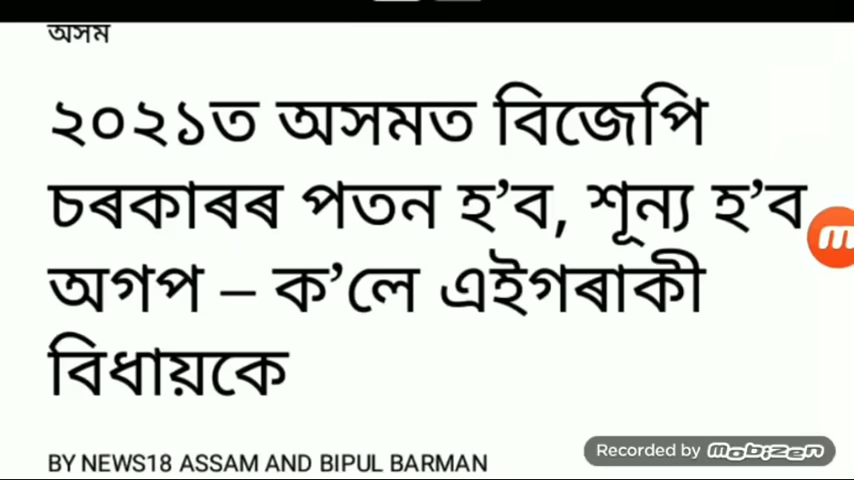 অসম
২০২১ত অসমত বিজেপি
চৰকাৰৰ পতন হ’ব, শূন্য হ’ব
অগপ – ক’লে এইগৰাকী
বিধায়কে
BY NEWS18 ASSAM AND BIPUL BARMAN
Recorded by mobizen